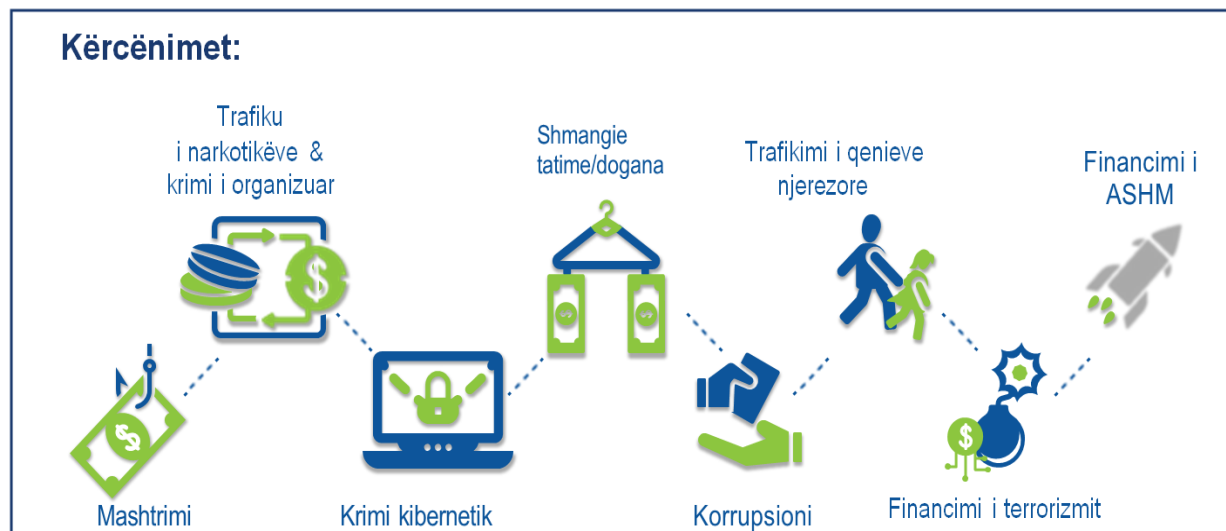 Kërcënimet:
Trafiku
i narkotikëve &
krimi i organizuar
Shmangie
tatime/dogana
Trafikimi i qenieve
njerezore
Financimi i
ASHM
$
$
$
$
$
Mashtrimi
Krimi kibernetik
Korrupsioni
Financimi i terrorizmit